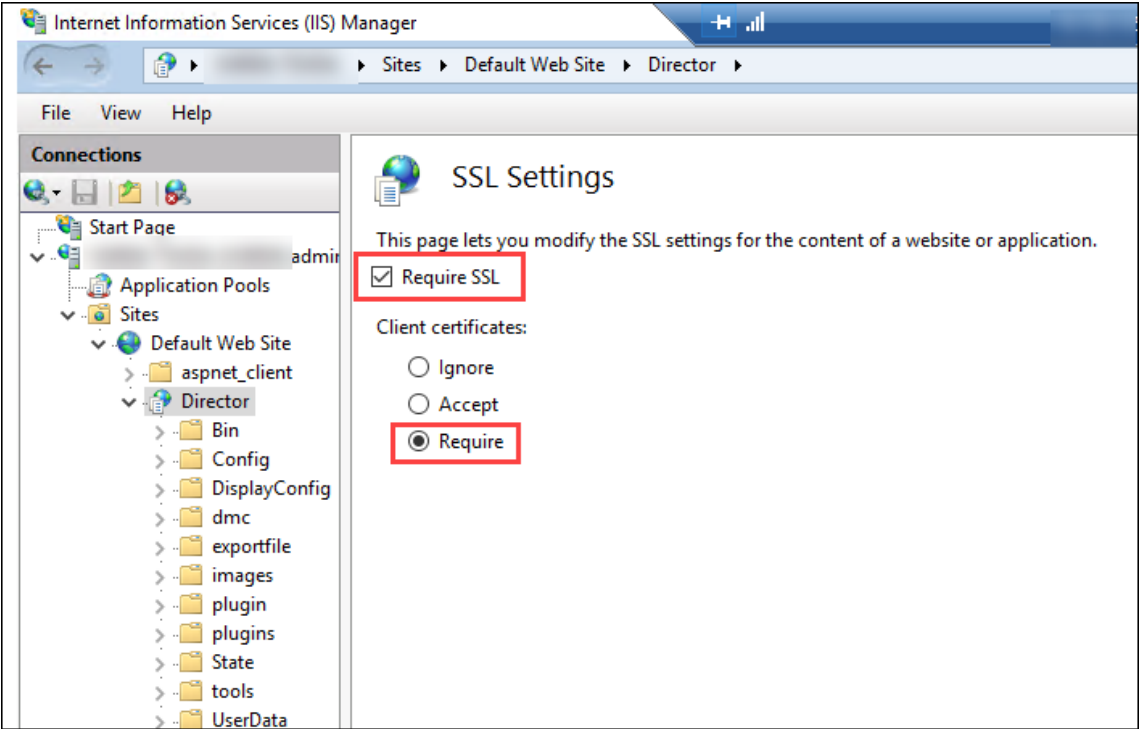 Internet Information Services (IIS) Manager
Sites Default Web Site Director
File View Help
Connections
Start Page
admin
Application Pools
Sites
Default Web Site
aspnet_client
Director
Bin
Config
DisplayConfig
dmc
exportfile
images
plugin
plugins
State
tools
UserData
SSL Settings
This page lets you modify the SSL settings for the content of a website or application.
Require SSL
Client certificates:
Ignore
Accept
Require